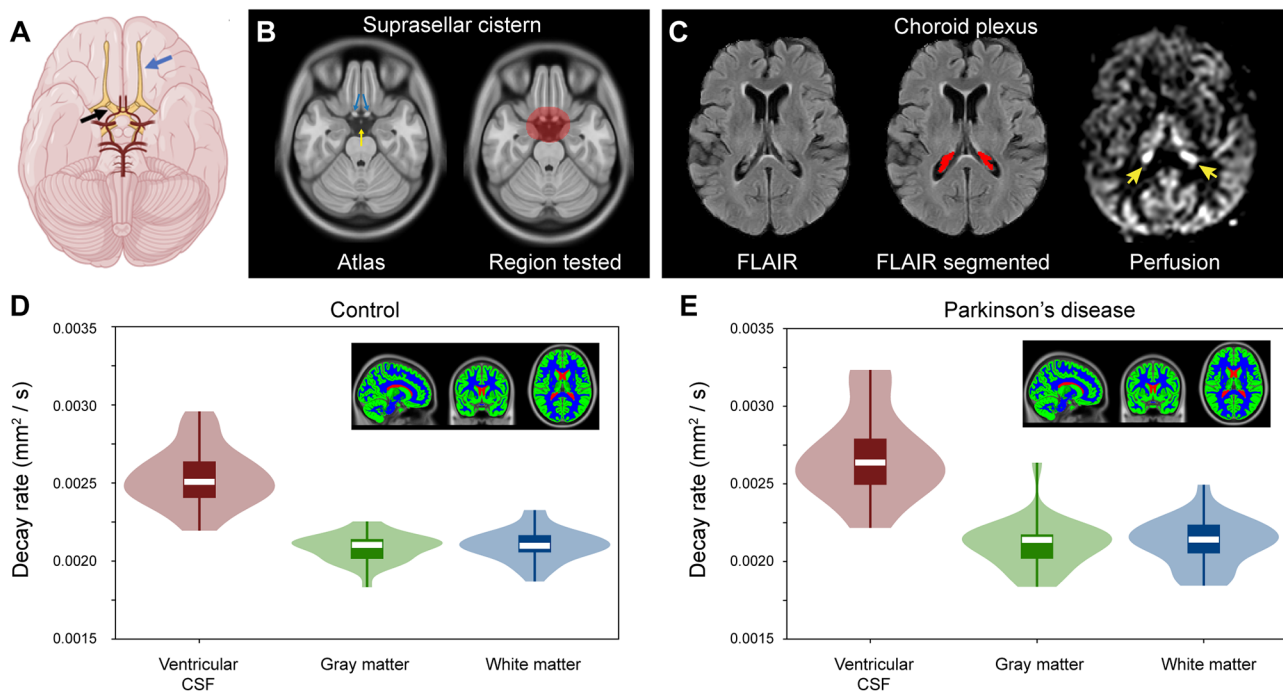 A
B
Suprasellar cistern
Atlas
Region tested
C
Choroid plexus
FLAIR
FLAIR segmented
Perfusion
D
Control
Decay rate (mm² / s)
0.0035
0.0030
0.0025
0.0020
0.0015
Ventricular
CSF
Gray matter
White matter
E
Parkinson’s disease
Decay rate (mm² / s)
0.0035
0.0030
0.0025
0.0020
0.0015
Ventricular
CSF
Gray matter
White matter